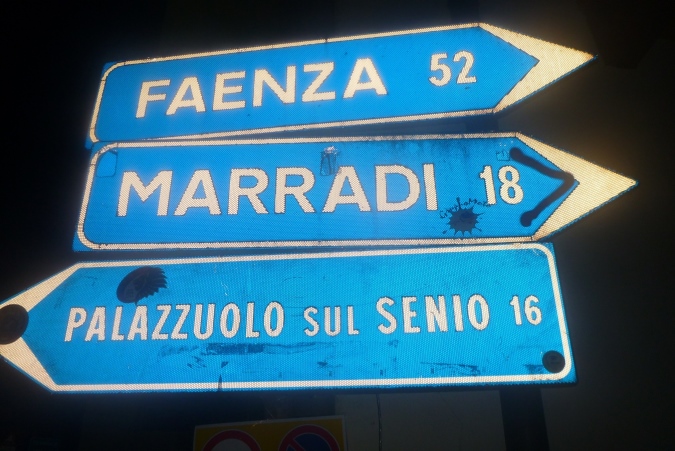 FAENZA 52
MARRADI 18
PALAZZUOLO SUL SENIO 16